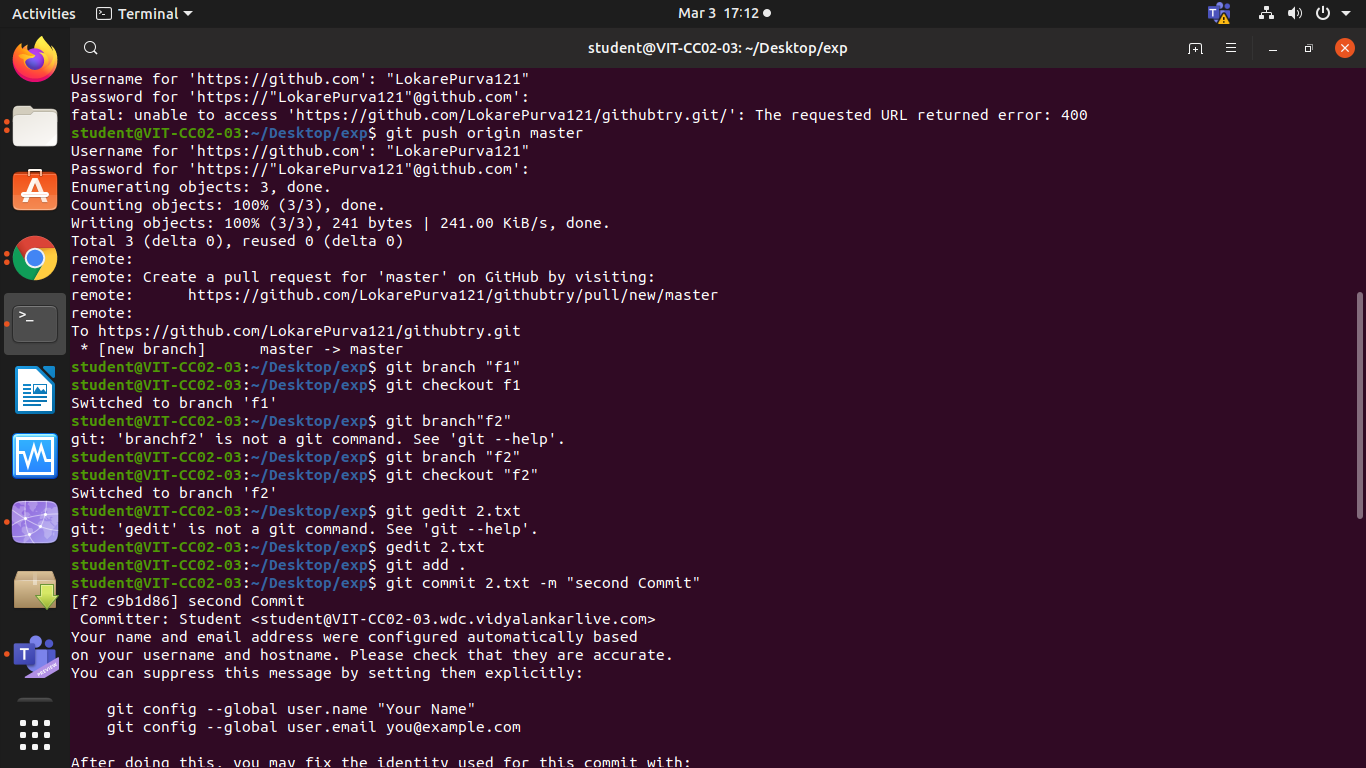 Activities Terminal Mar 3 17:12
student@VIT-CC02-03: ~/Desktop/exp
Username for 'https://github.com': "LokarePurva121"
Password for 'https://"LokarePurva121"@github.com':
fatal: unable to access 'https://github.com/LokarePurva121/githubtry.git/': The requested URL returned error: 400
student@VIT-CC02-03:~/Desktop/exp$ git push origin master
Username for 'https://github.com': "LokarePurva121"
Password for 'https://"LokarePurva121"@github.com':
Enumerating objects: 3, done.
Counting objects: 100% (3/3), done.
Writing objects: 100% (3/3), 241 bytes | 241.00 KiB/s, done.
Total 3 (delta 0), reused 0 (delta 0)
remote:
remote: Create a pull request for 'master' on GitHub by visiting:
remote:      https://github.com/LokarePurva121/githubtry/pull/new/master
remote:
To https://github.com/LokarePurva121/githubtry.git
 * [new branch]      master -> master
student@VIT-CC02-03:~/Desktop/exp$ git branch "f1"
student@VIT-CC02-03:~/Desktop/exp$ git checkout f1
Switched to branch 'f1'
student@VIT-CC02-03:~/Desktop/exp$ git branch"f2"
git: 'branchf2' is not a git command. See 'git --help'.
student@VIT-CC02-03:~/Desktop/exp$ git branch "f2"
student@VIT-CC02-03:~/Desktop/exp$ git checkout "f2"
Switched to branch 'f2'
student@VIT-CC02-03:~/Desktop/exp$ git gedit 2.txt
git: 'gedit' is not a git command. See 'git --help'.
student@VIT-CC02-03:~/Desktop/exp$ gedit 2.txt
student@VIT-CC02-03:~/Desktop/exp$ git add .
student@VIT-CC02-03:~/Desktop/exp$ git commit 2.txt -m "second Commit"
[f2 c9b1d86] second Commit
 Committer: Student <student@VIT-CC02-03.wdc.vidyalankarlive.com>
Your name and email address were configured automatically based
on your username and hostname. Please check that they are accurate.
You can suppress this message by setting them explicitly:
    git config --global user.name "Your Name"
    git config --global user.email you@example.com
After doing this, you may fix the identity used for this commit with:
T
PREVIEW